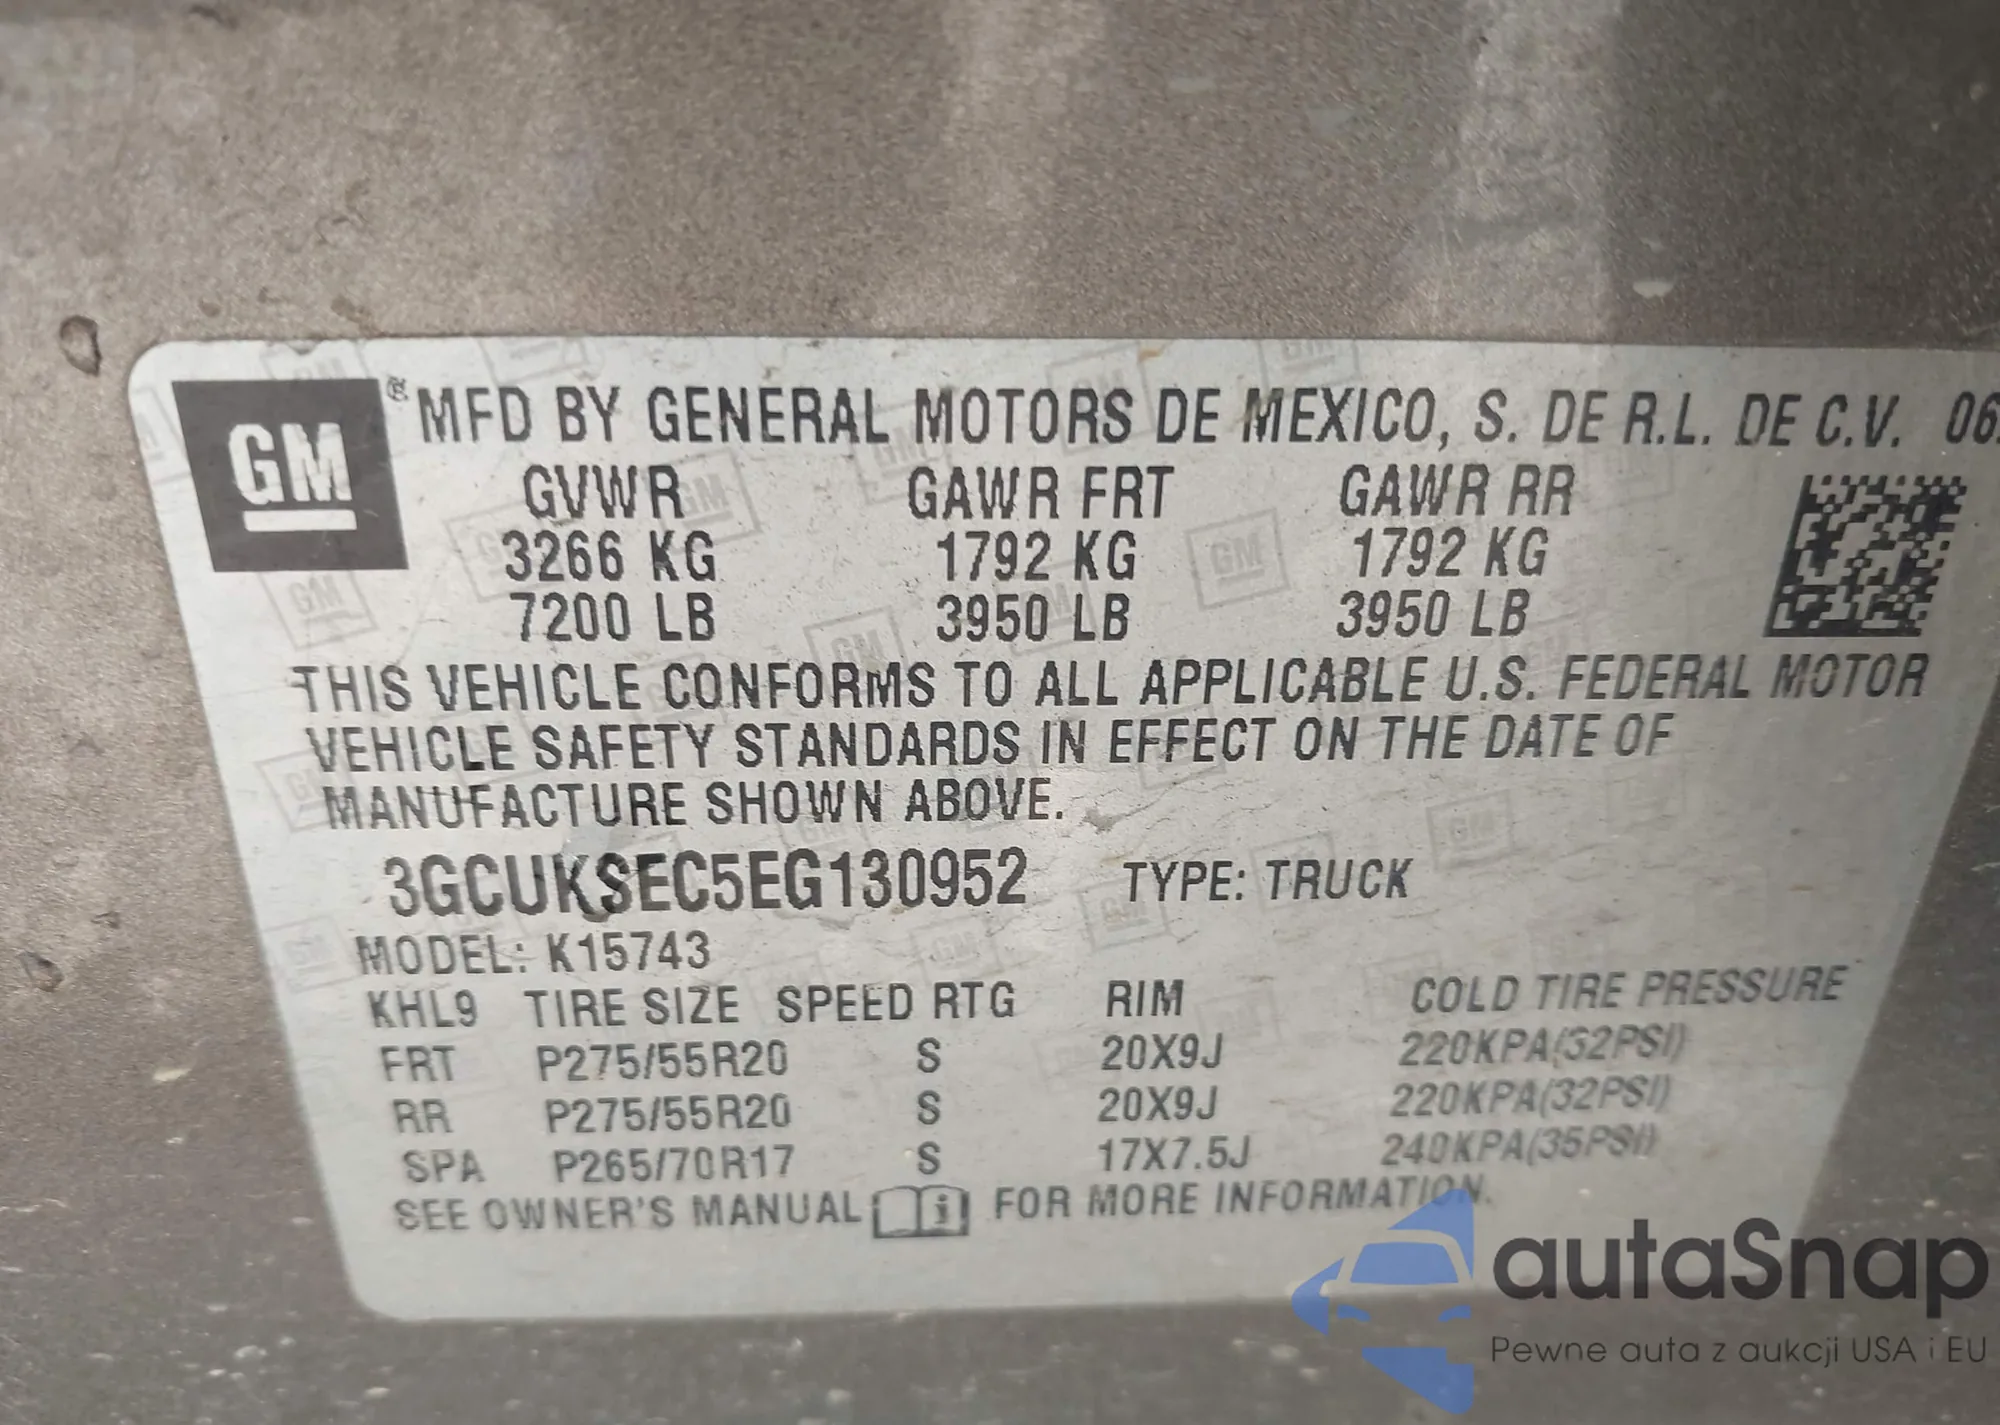 GM ® MFD BY GENERAL MOTORS DE MEXICO, S. DE R.L. DE C.V. 06
GVWR GAWR FRT GAWR RR
3266 KG 1792 KG 1792 KG
7200 LB 3950 LB 3950 LB
THIS VEHICLE CONFORMS TO ALL APPLICABLE U.S. FEDERAL MOTOR
VEHICLE SAFETY STANDARDS IN EFFECT ON THE DATE OF
MANUFACTURE SHOWN ABOVE.
3GCUKSEC5EG130952 TYPE: TRUCK
MODEL: K15743
KHL9 TIRE SIZE SPEED RTG RIM COLD TIRE PRESSURE
FRT P275/55R20 S 20X9J 220KPA(32PSI)
RR P275/55R20 S 20X9J 220KPA(32PSI)
SPA P265/70R17 S 17X7.5J 240KPA(35PSI)
SEE OWNER'S MANUAL i FOR MORE INFORMATION.
autaSnap
Pewne auta z aukcji USA i EU